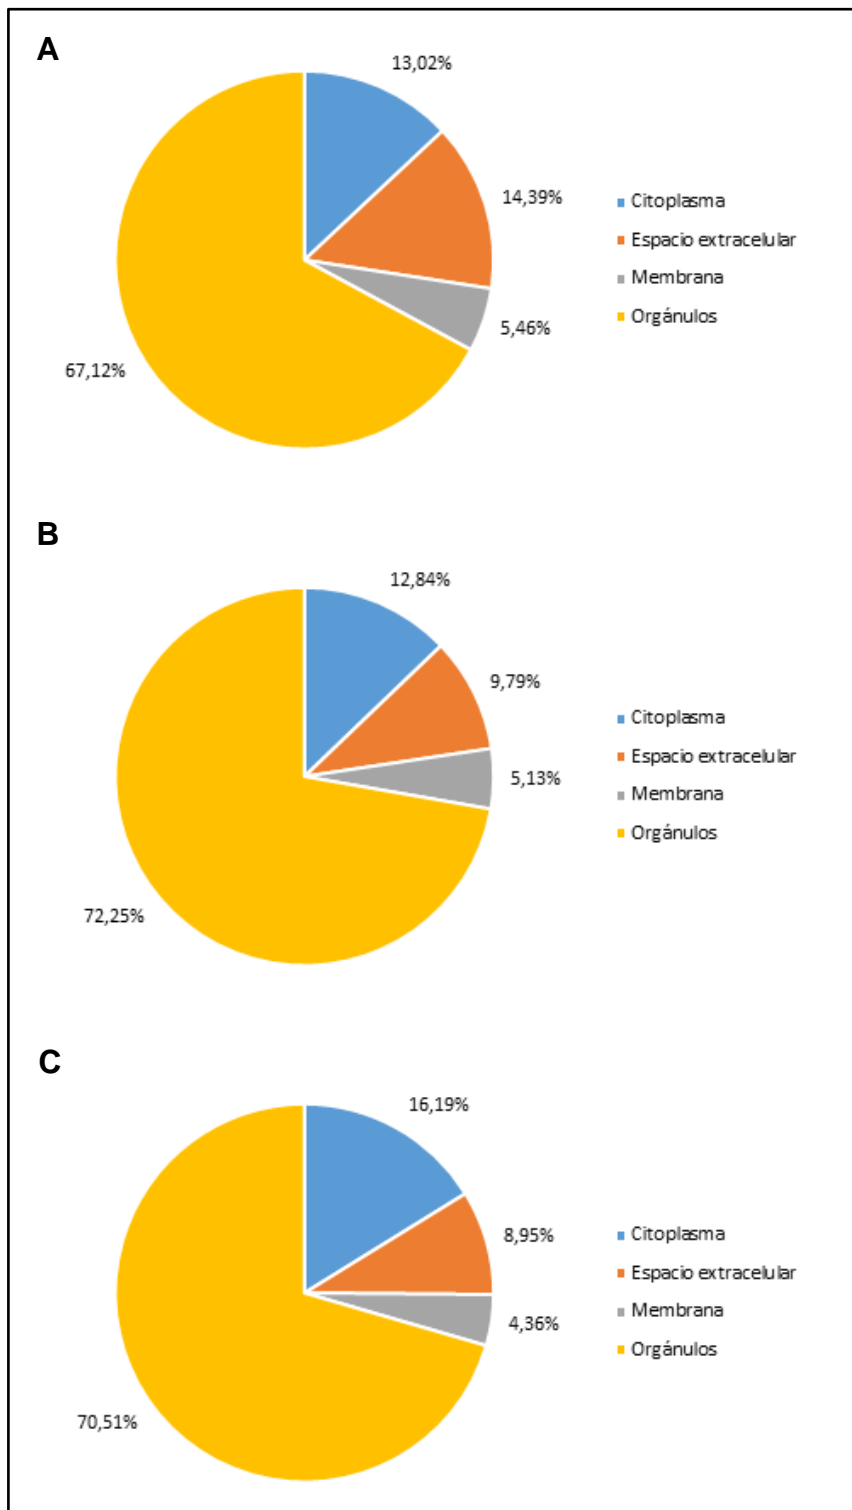 A
13,02%
14,39%
5,46%
67,12%
Citoplasma
Espacio extracelular
Membrana
Orgánulos
B
12,84%
9,79%
5,13%
72,25%
Citoplasma
Espacio extracelular
Membrana
Orgánulos
C
16,19%
8,95%
4,36%
70,51%
Citoplasma
Espacio extracelular
Membrana
Orgánulos